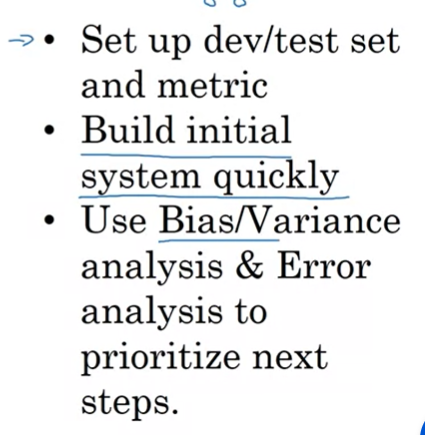 • Set up dev/test set
and metric
• Build initial
system quickly
• Use Bias/Variance
analysis & Error
analysis to
prioritize next
steps.